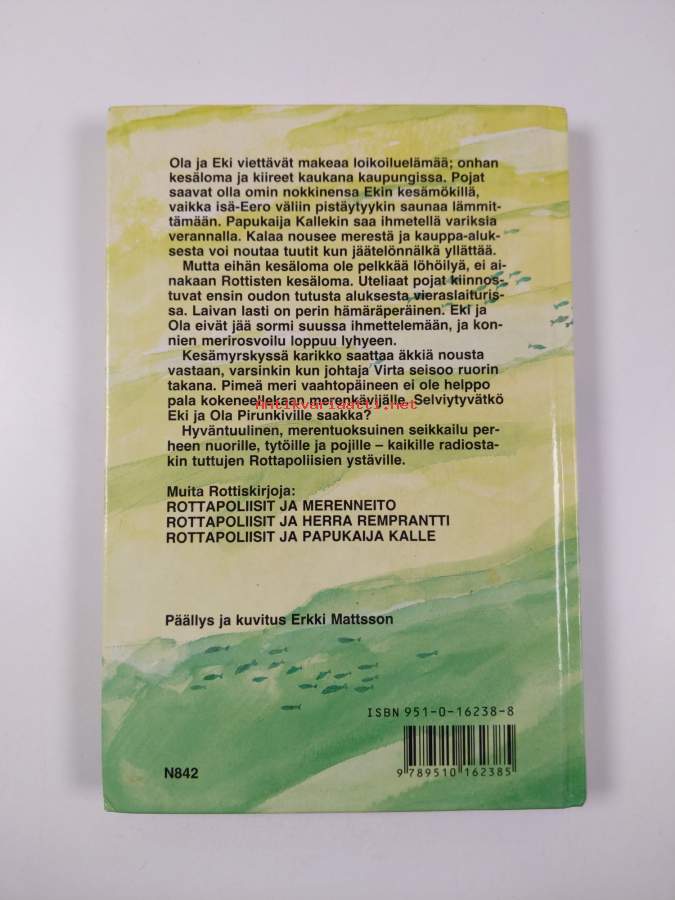 Ola ja Eki viettävät makeaa loikoiluelämää; onhan
kesäloma ja kiireet kaukana kaupungissa. Pojat
saavat olla omin nokkinensa Ekin kesämökillä,
vaikka isä-Eero väliin pistäytyykin saunaa lämmit-
tämään. Papukaija Kallekin saa ihmetellä variksia
verannalla. Kalaa nousee merestä ja kauppa-aluk-
sesta voi noutaa tuutit kun jäätelönnälkä yllättää.
Mutta eihän kesäloma ole pelkkää löhöilyä, ei ai-
nakaan Rottisten kesäloma. Uteliaat pojat kiinnos-
tuvat ensin oudon tutusta aluksesta vieraslaituris-
sa. Laivan lasti on perin hämäräperäinen. Eki ja
Ola eivät jää sormi suussa ihmettelemään, ja kon-
nien merirosvoilu loppuu lyhyeen.
Kesämyrskyssä karikko saattaa äkkiä nousta
vastaan, varsinkin kun johtaja Virta seisoo ruorin
takana. Pimeä meri vaahtopäineen ei ole helppo
pala kokeneellekaan merenkävijälle. Selviytyvätkö
Eki ja Ola Pirunkiville saakka?
Antikvariaatti.net
Hyväntuulinen, merentuoksuinen seikkailu per-
heen nuorille, tytöille ja pojille – kaikille radiosta-
kin tuttujen Rottapoliisien ystäville.
Muita Rottiskirjoja:
ROTTAPOLIISIT JA MERENNEITO
ROTTAPOLIISIT JA HERRA REMPRANTTI
ROTTAPOLIISIT JA PAPUKAIJA KALLE
Päällys ja kuvitus Erkki Mattsson
ISBN 951-0-16238-8
9 789510 162385
N842